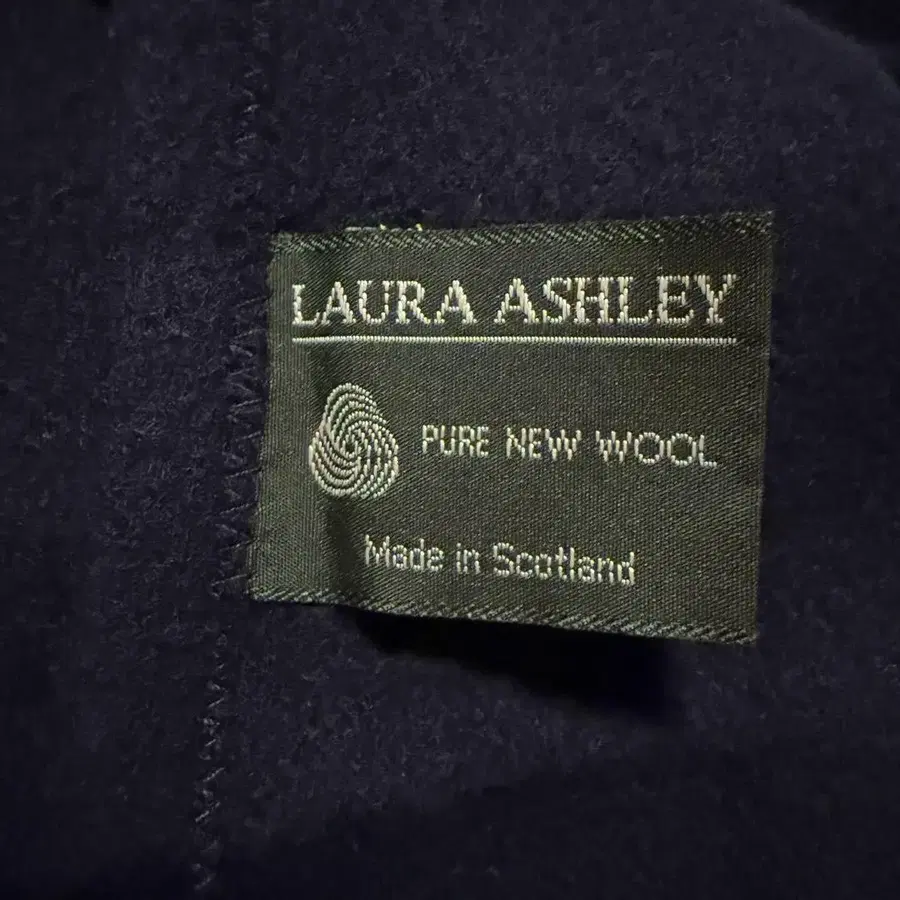 LAURA ASHLEY
PURE NEW WOOL
Made in Scotland